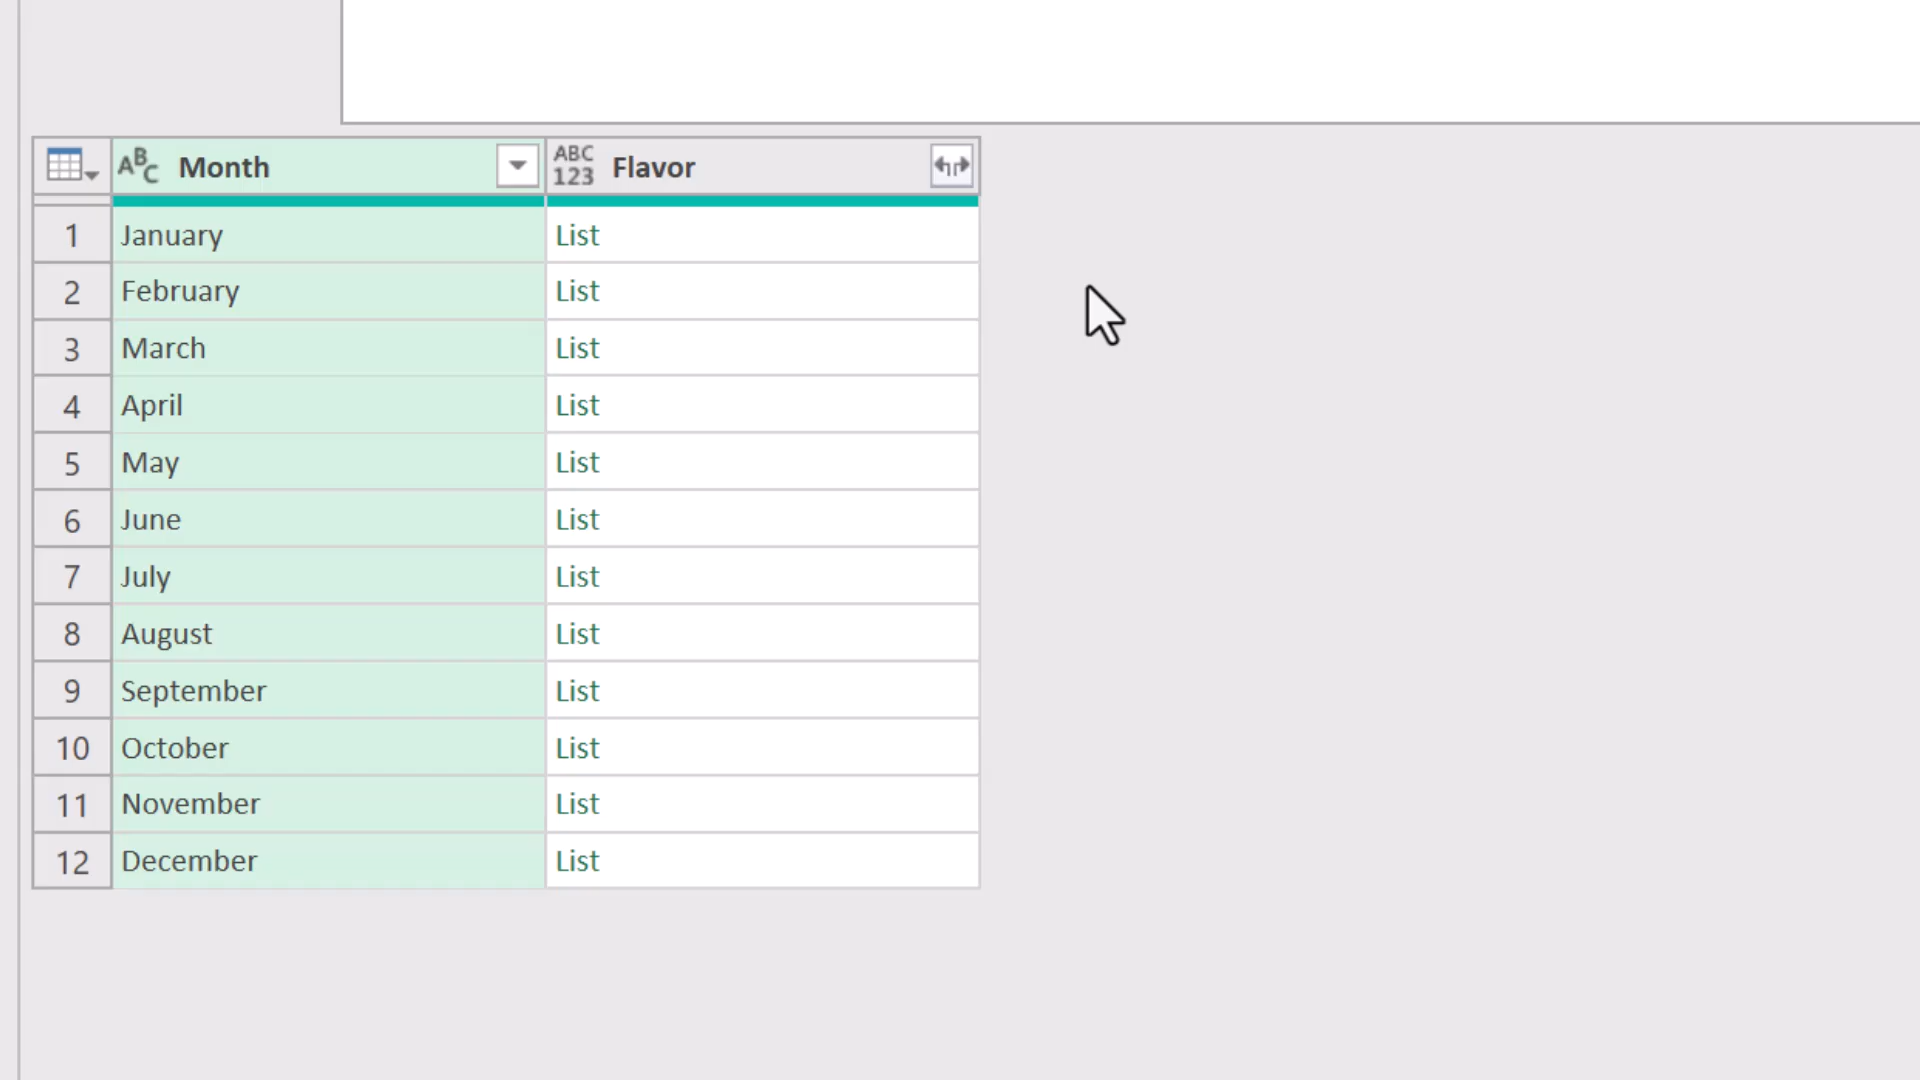 ABC Month ABC 123 Flavor
1 January List
2 February List
3 March List
4 April List
5 May List
6 June List
7 July List
8 August List
9 September List
10 October List
11 November List
12 December List